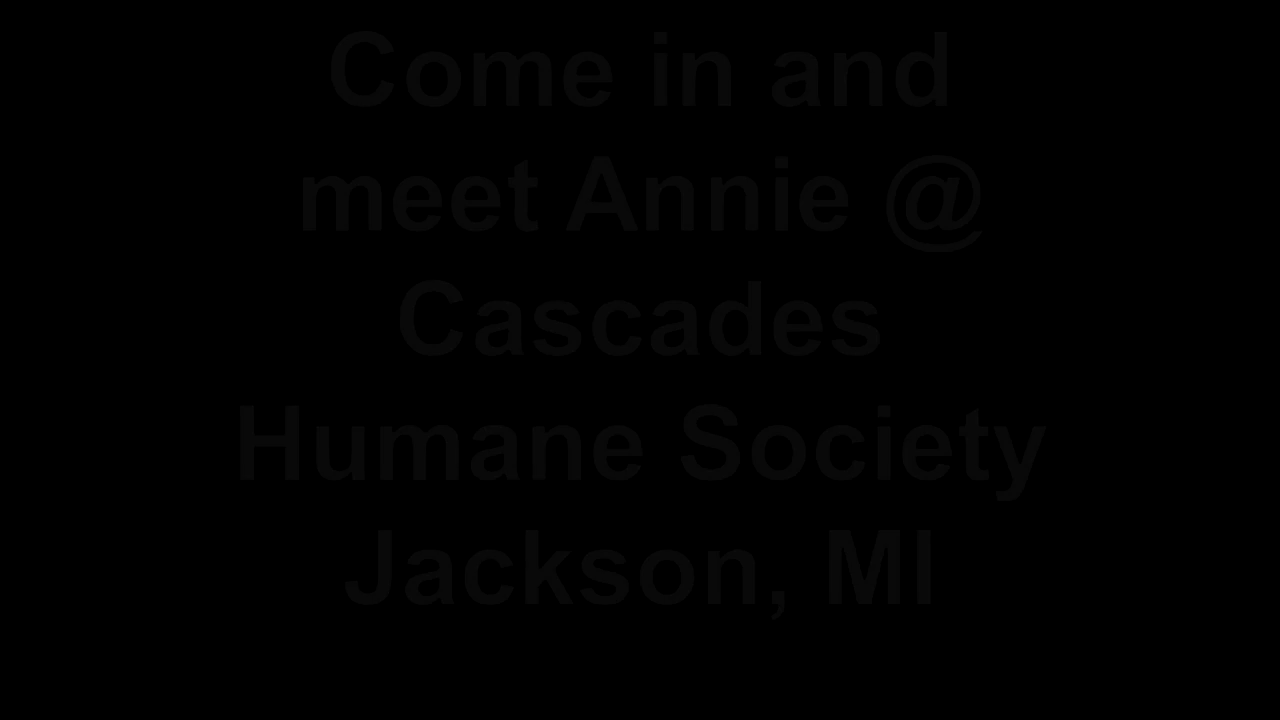 Come in and
meet Annie @
Cascades
Humane Society
Jackson, MI